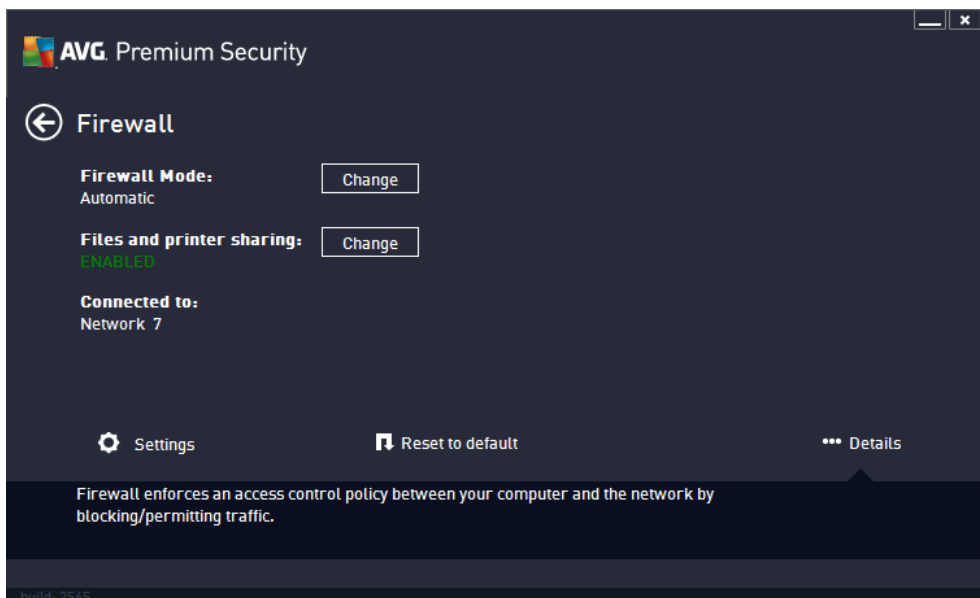 AVG. Premium Security
Firewall
Firewall Mode:
Automatic
Change
Files and printer sharing:
ENABLED
Change
Connected to:
Network 7
Settings
Reset to default
Details
Firewall enforces an access control policy between your computer and the network by
blocking/permitting traffic.
build: 3565